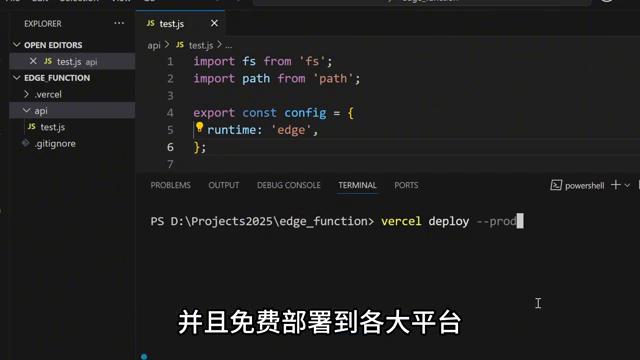 EXPLORER
OPEN EDITORS
test.js api
EDGE_FUNCTION
.vercel
api
JS test.js
.gitignore
JS test.js
api > JS test.js > ...
1 import fs from 'fs';
2 import path from 'path';
3
4 export const config = {
5 runtime: 'edge',
6 };
7
PROBLEMS OUTPUT DEBUG CONSOLE TERMINAL PORTS
powershell
PS D:\Projects2025\edge_function> vercel deploy --prod
并且免费部署到各大平台